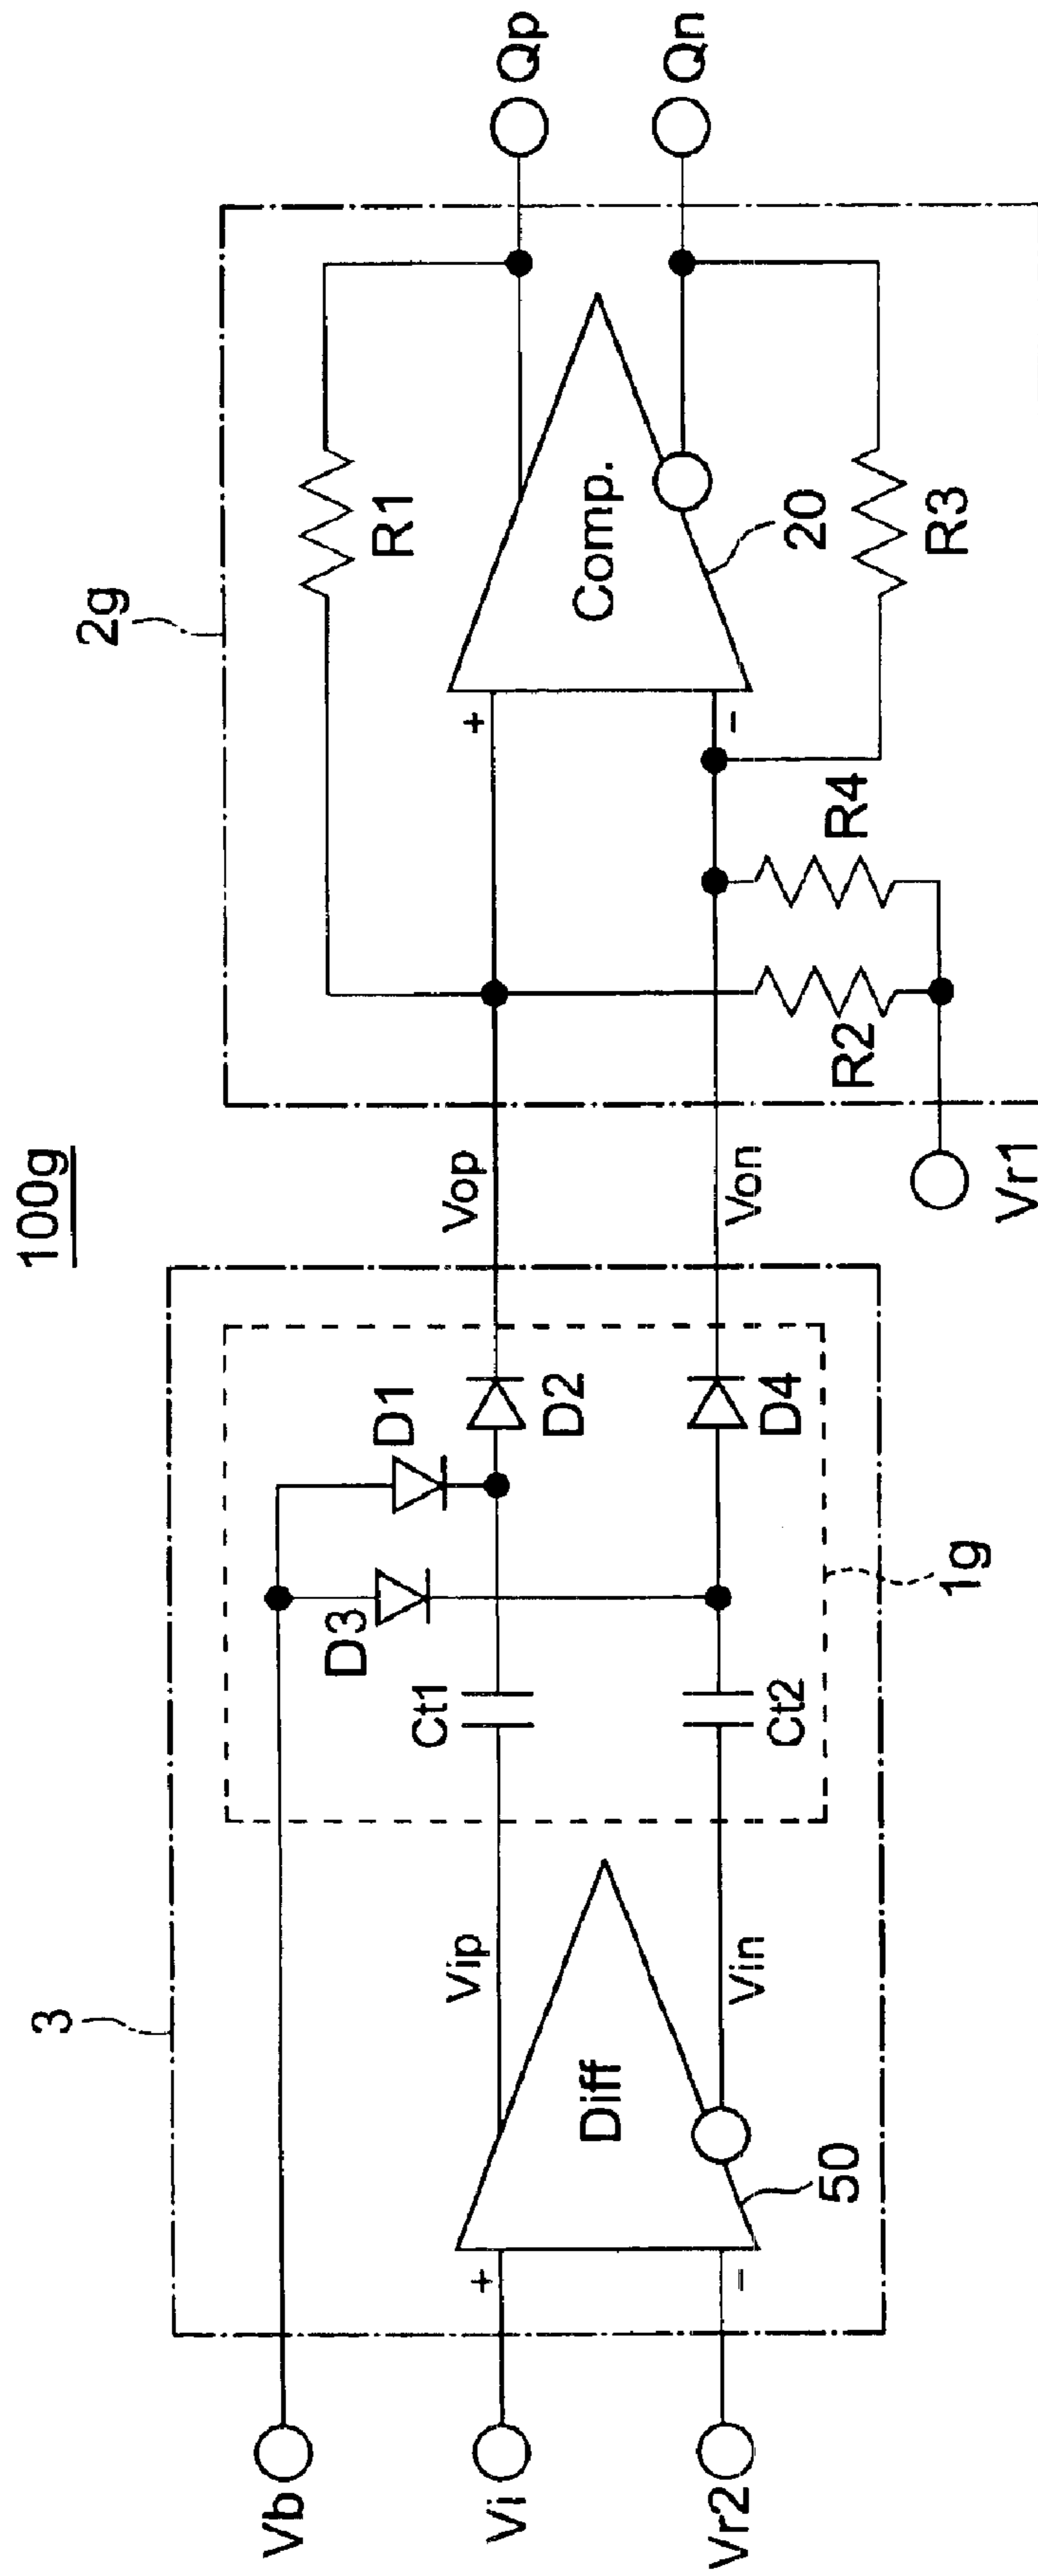 100g
3
2g
Vb
Vi
Vr2
+
−
Diff
50
Vip
Vin
Ct1
Ct2
D3
D1
D2
D4
1g
Vop
Von
Vr1
R2
R4
R1
+
−
Comp.
20
R3
Qp
Qn